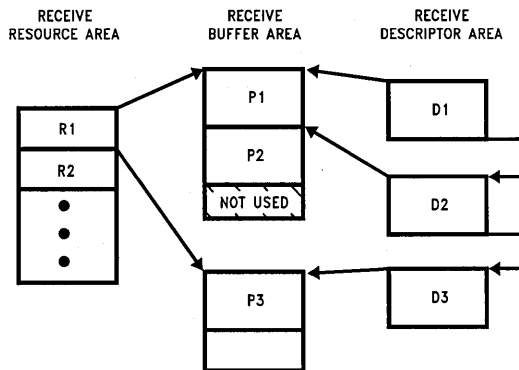 RECEIVE
RESOURCE AREA
RECEIVE
BUFFER AREA
RECEIVE
DESCRIPTOR AREA
R1
R2
P1
P2
NOT USED
P3
D1
D2
D3